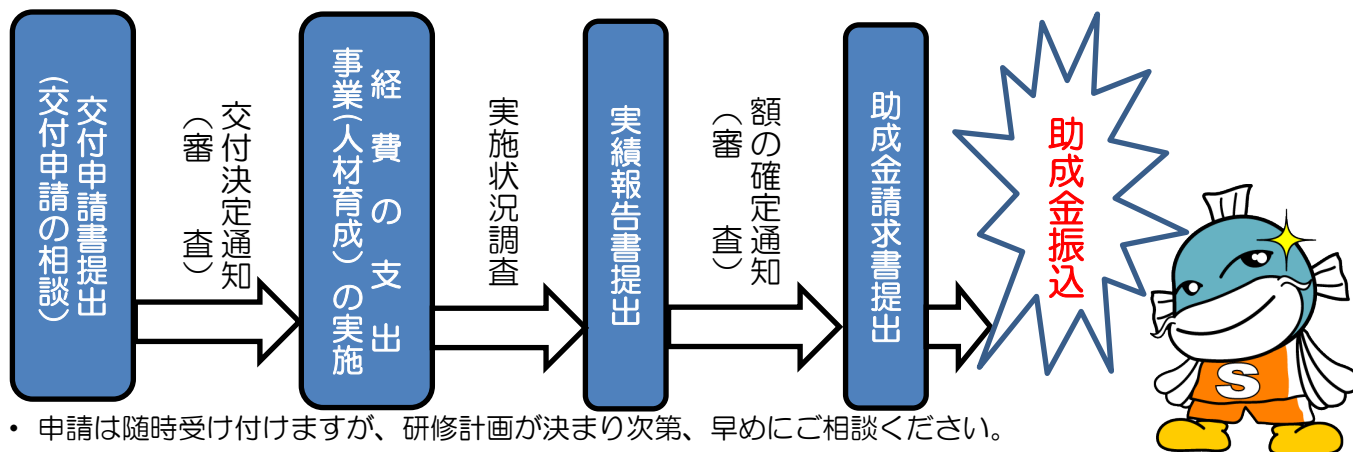 交付申請書提出
(交付申請の相談)
交付決定通知
(審　査)
経費の支出
事業(人材育成)の実施
実施状況調査
実績報告書提出
額の確定通知
(審　査)
助成金請求書提出
助成金振込
S
• 申請は随時受け付けますが、研修計画が決まり次第、早めにご相談ください。